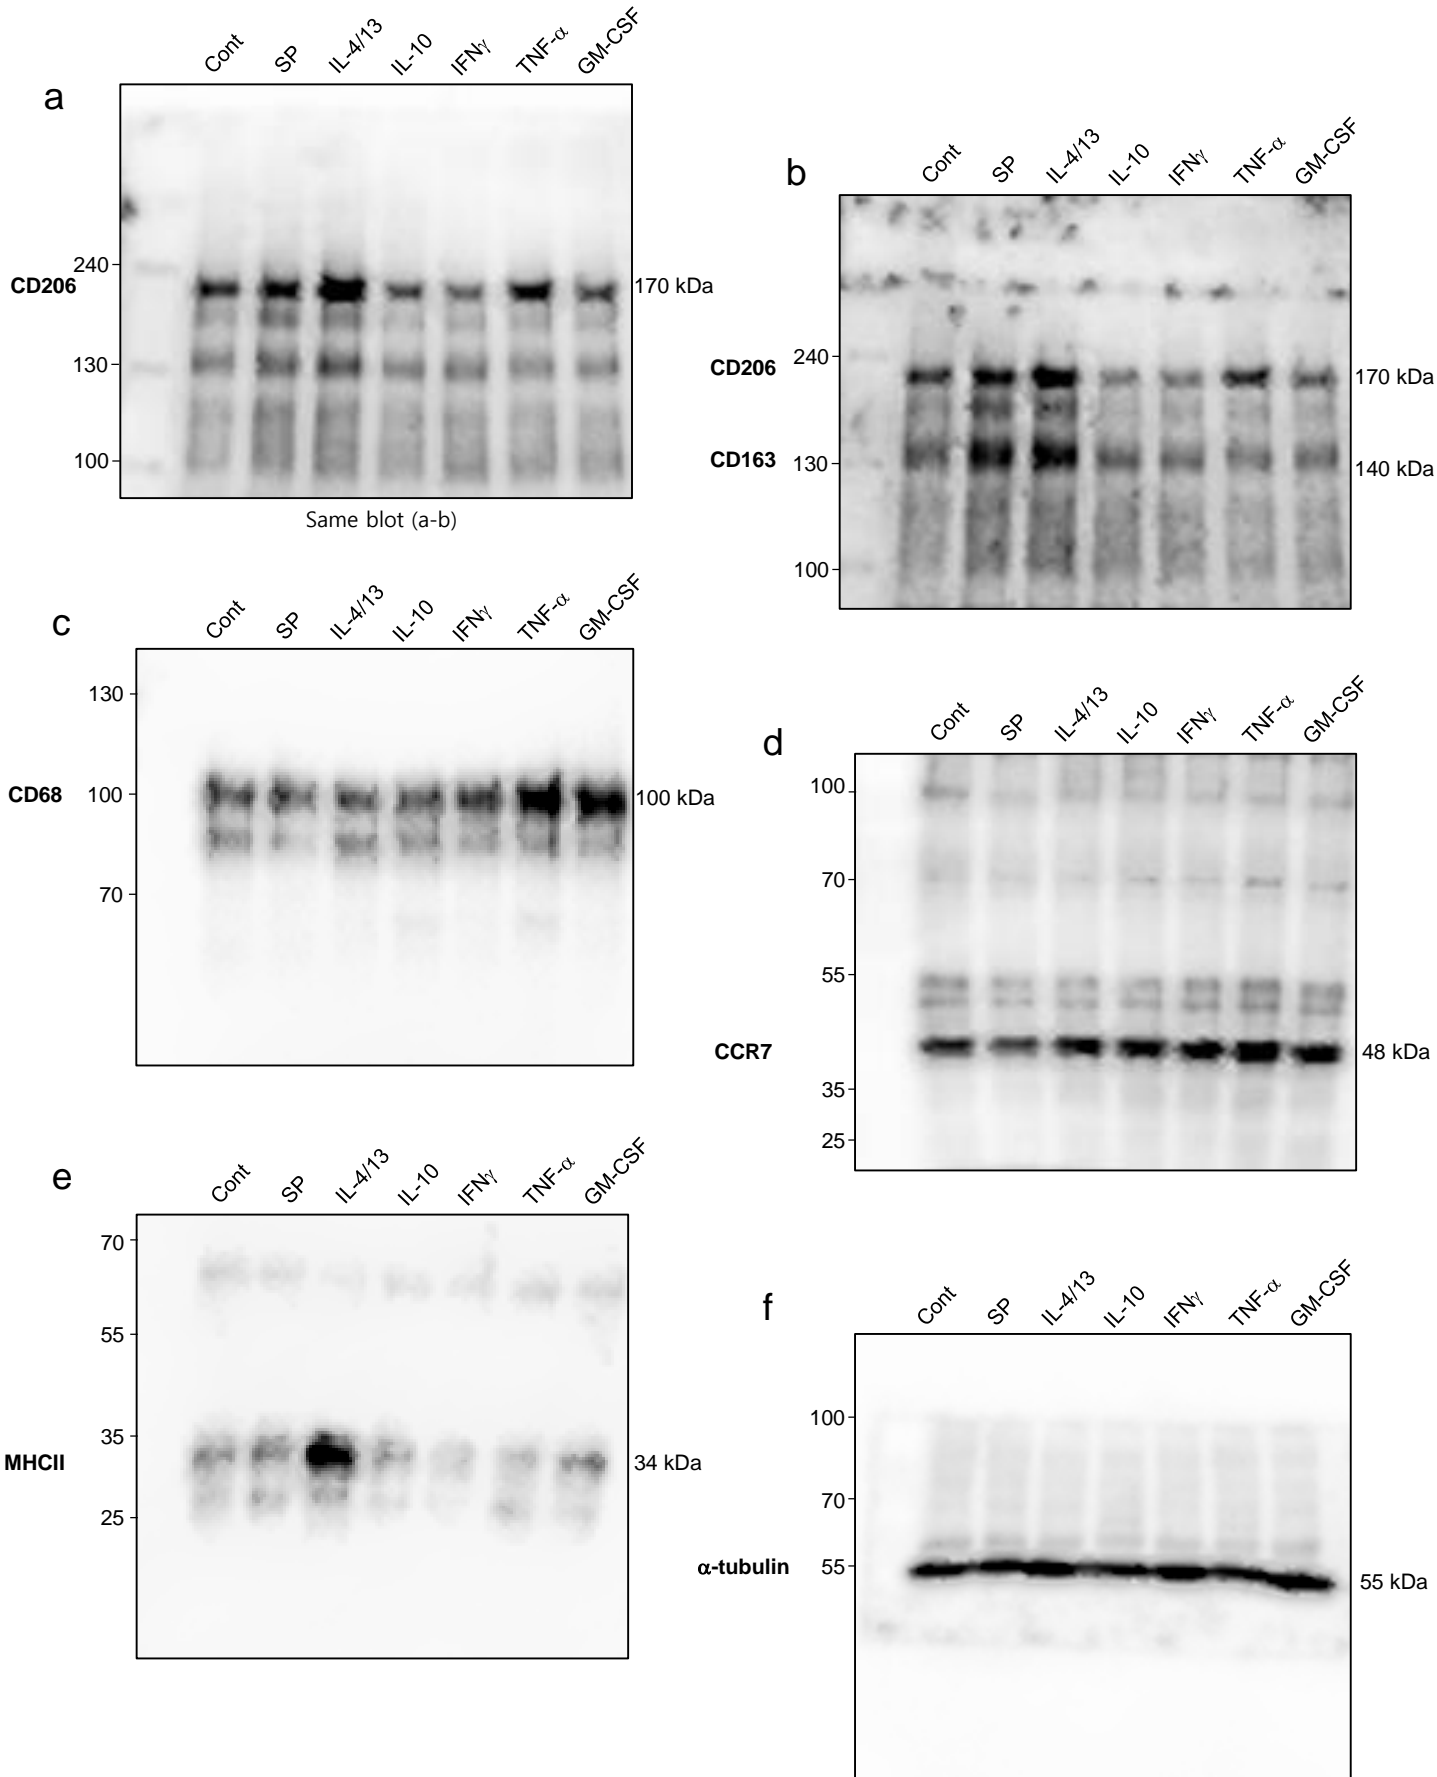 a
Cont SP IL-4/13 IL-10 IFNγ TNF-α GM-CSF
240
CD206
170 kDa
130
100
Same blot (a-b)
b
Cont SP IL-4/13 IL-10 IFNγ TNF-α GM-CSF
240
CD206
170 kDa
CD163
130
140 kDa
100
c
Cont SP IL-4/13 IL-10 IFNγ TNF-α GM-CSF
130
CD68
100
100 kDa
70
d
Cont SP IL-4/13 IL-10 IFNγ TNF-α GM-CSF
100
70
55
CCR7
48 kDa
35
25
e
Cont SP IL-4/13 IL-10 IFNγ TNF-α GM-CSF
70
55
35
MHCII
34 kDa
25
f
Cont SP IL-4/13 IL-10 IFNγ TNF-α GM-CSF
100
70
α-tubulin
55
55 kDa